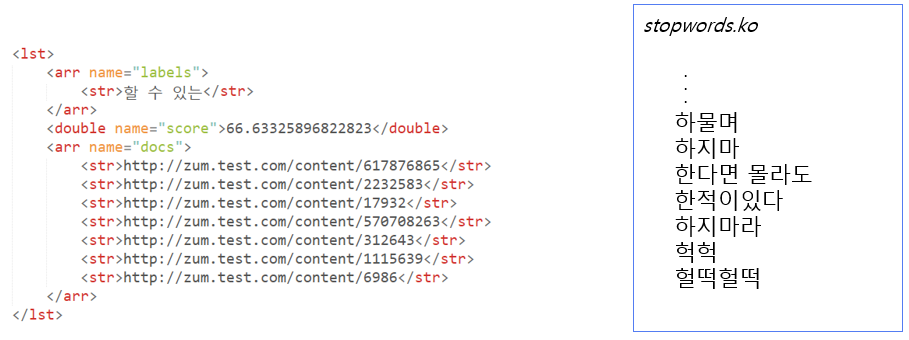 <lst>
<arr name="labels">
<str>할 수 있는</str>
</arr>
<double name="score">66.63325896822823</double>
<arr name="docs">
<str>http://zum.test.com/content/617876865</str>
<str>http://zum.test.com/content/2232583</str>
<str>http://zum.test.com/content/17932</str>
<str>http://zum.test.com/content/570708263</str>
<str>http://zum.test.com/content/312643</str>
<str>http://zum.test.com/content/1115639</str>
<str>http://zum.test.com/content/6986</str>
</arr>
</lst>
stopwords.ko
.
.
.
하물며
하지마
한다면 몰라도
한적이있다
하지마라
헉헉
헐떡헐떡